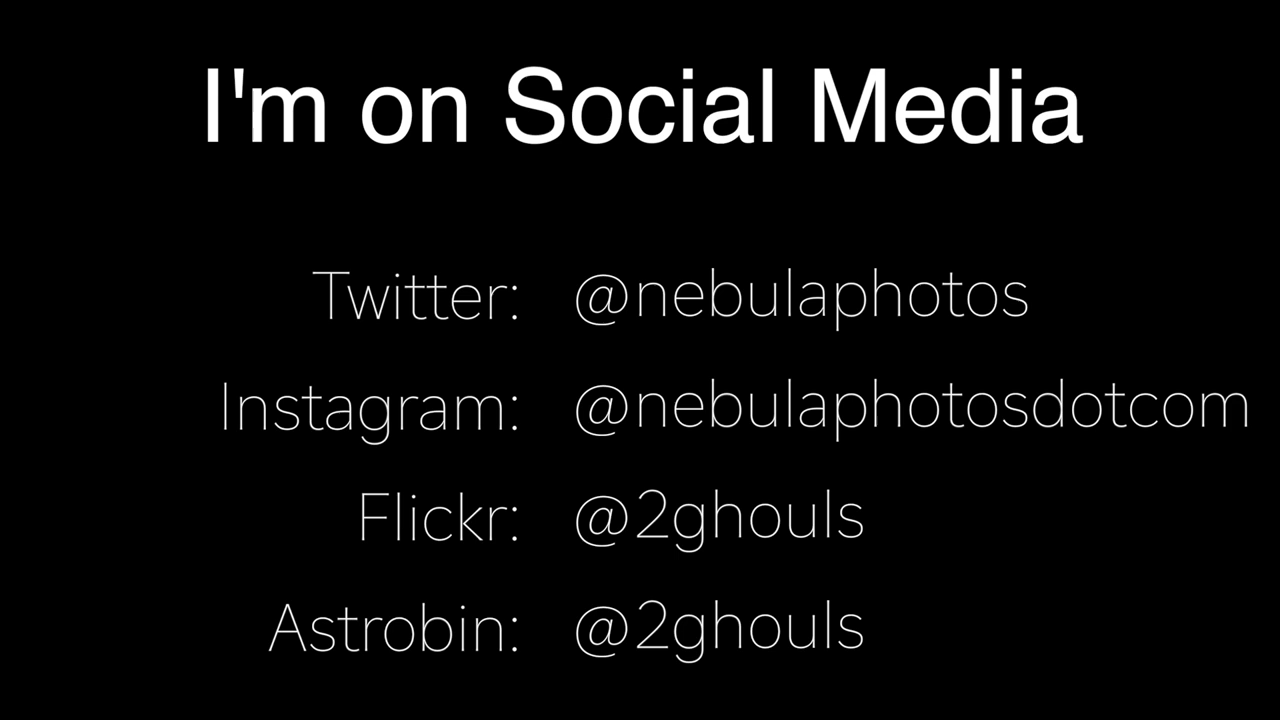 I'm on Social Media
Twitter: @nebulaphotos
Instagram: @nebulaphotosdotcom
Flickr: @2ghouls
Astrobin: @2ghouls